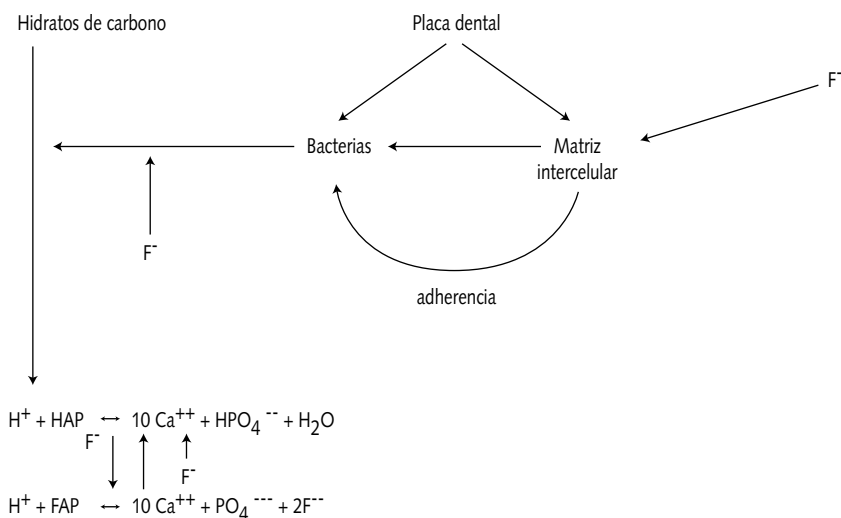 Hidratos de carbono
Placa dental
F⁻
Bacterias
Matriz
intercelular
F⁻
adherencia
H⁺ + HAP ↔ 10 Ca⁺⁺ + HPO₄⁻⁻ + H₂O
F⁻
F⁻
H⁺ + FAP ↔ 10 Ca⁺⁺ + PO₄⁻⁻⁻ + 2F⁻⁻